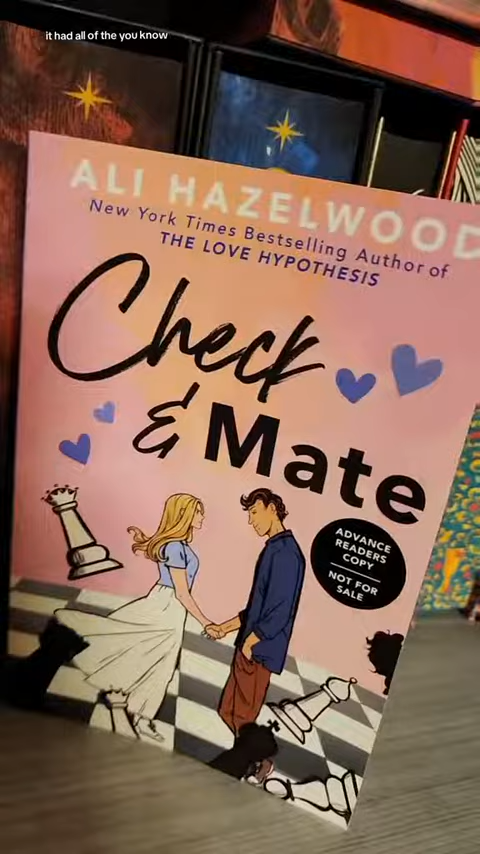 it had all of the you know
ALI HAZELWOOD
New York Times Bestselling Author of
THE LOVE HYPOTHESIS
Check
& Mate
ADVANCE
READERS
COPY
NOT FOR
SALE